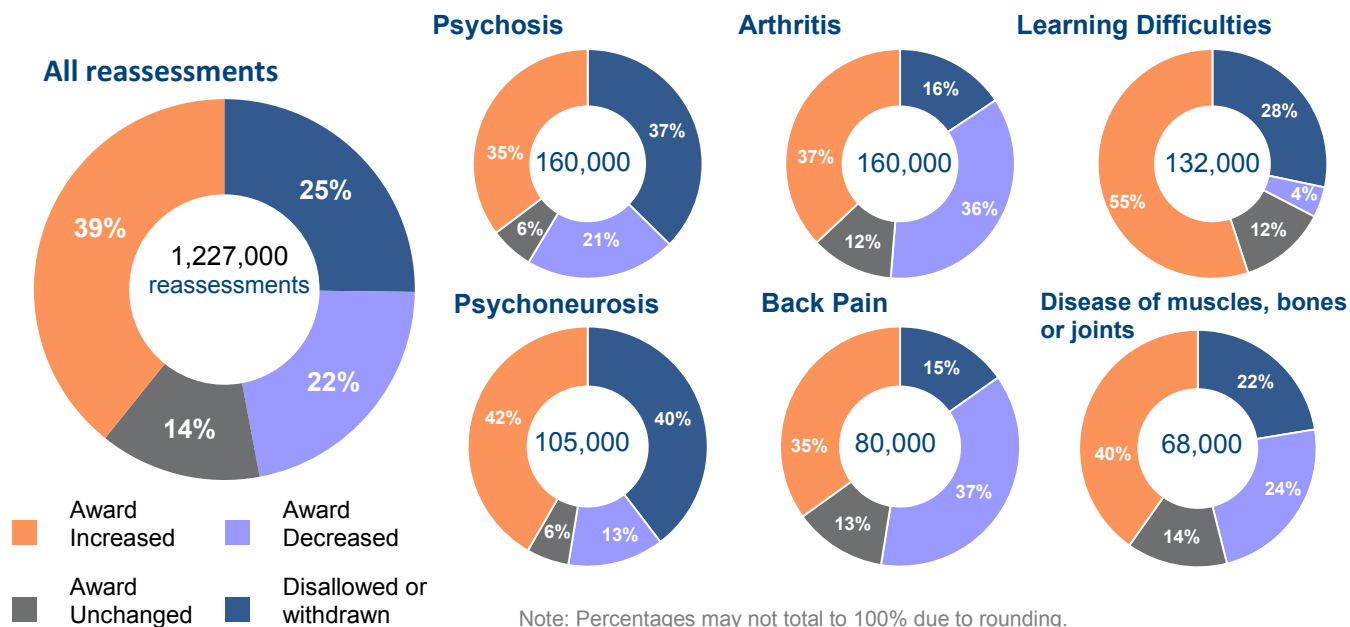 All reassessments
25%
22%
14%
39%
1,227,000
reassessments
Award
Increased
Award
Decreased
Award
Unchanged
Disallowed or
withdrawn
Psychosis
37%
21%
6%
35%
160,000
Arthritis
16%
36%
12%
37%
160,000
Learning Difficulties
28%
4%
12%
55%
132,000
Psychoneurosis
40%
13%
6%
42%
105,000
Back Pain
15%
37%
13%
35%
80,000
Disease of muscles, bones
or joints
22%
24%
14%
40%
68,000
Note: Percentages may not total to 100% due to rounding.